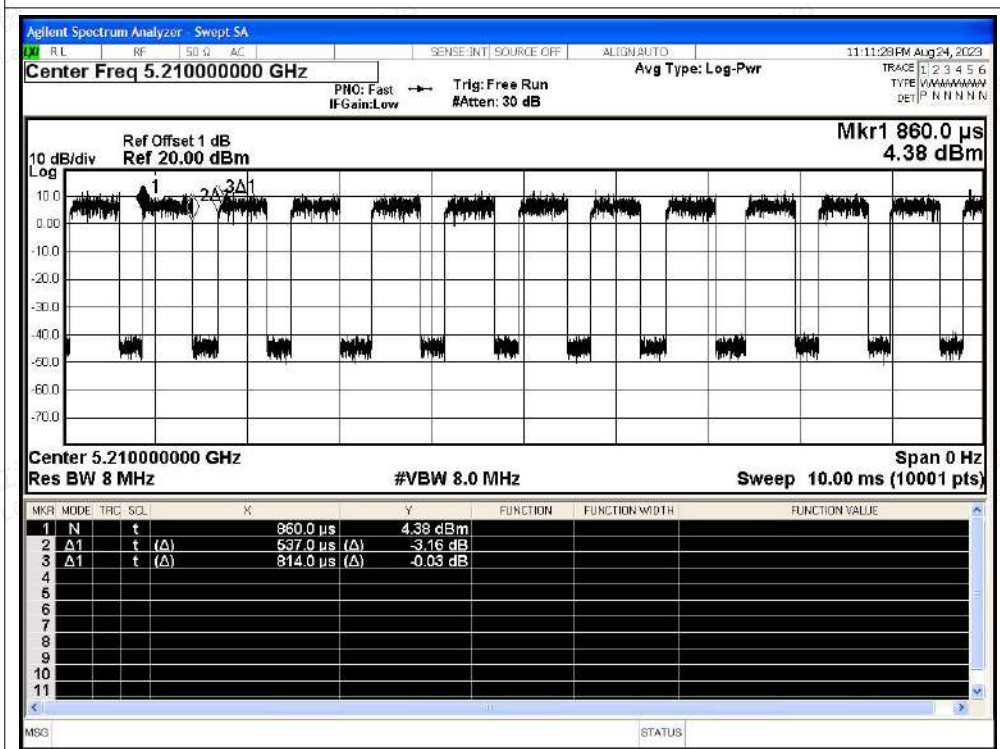 Agilent Spectrum Analyzer - Swept SA
LXI RL RF 50 Ω AC SENSE:INT SOURCE OFF ALIGN AUTO 11:11:28 PM Aug 24, 2023
Center Freq 5.210000000 GHz
PNO: Fast
IFGain:Low
Trig: Free Run
#Atten: 30 dB
Avg Type: Log-Pwr
TRACE 1 2 3 4 5 6
TYPE
DET P N N N N N
Mkr1 860.0 µs
4.38 dBm
Ref Offset 1 dB
10 dB/div Ref 20.00 dBm
Log
1 2Δ 3Δ1
10.0
0.00
-10.0
-20.0
-30.0
-40.0
-50.0
-60.0
-70.0
Center 5.210000000 GHz Span 0 Hz
Res BW 8 MHz #VBW 8.0 MHz Sweep 10.00 ms (10001 pts)
MKR MODE TRC SCL X Y FUNCTION FUNCTION WIDTH FUNCTION VALUE
1 N t 860.0 µs 4.38 dBm
2 Δ1 t (Δ) 537.0 µs (Δ) -3.16 dB
3 Δ1 t (Δ) 814.0 µs (Δ) -0.03 dB
4
5
6
7
8
9
10
11
MSG STATUS